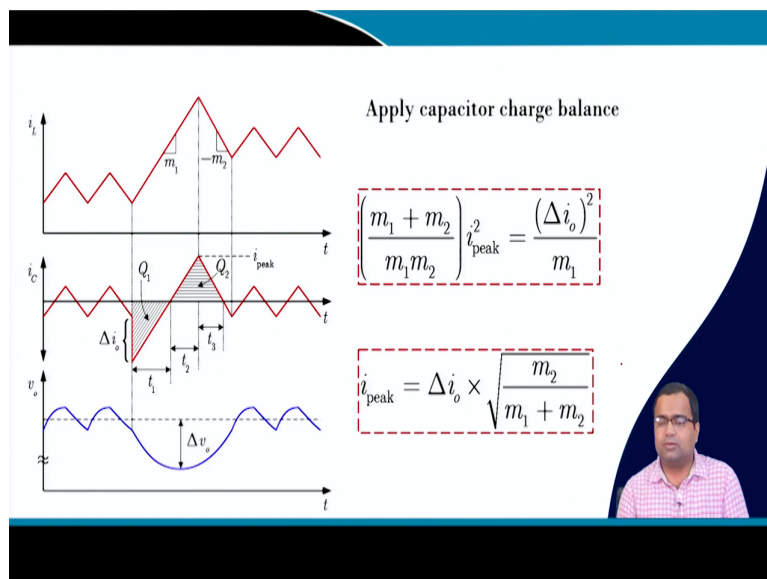 Apply capacitor charge balance
i_L
m_1
−m_2
t
(m_1 + m_2 / m_1 m_2) i_peak^2 = (Δi_o)^2 / m_1
i_C
Q_1
Q_2
i_peak
t
Δi_o
t_1
t_2
t_3
i_peak = Δi_o × √(m_2 / m_1 + m_2)
v_o
Δv_o
t